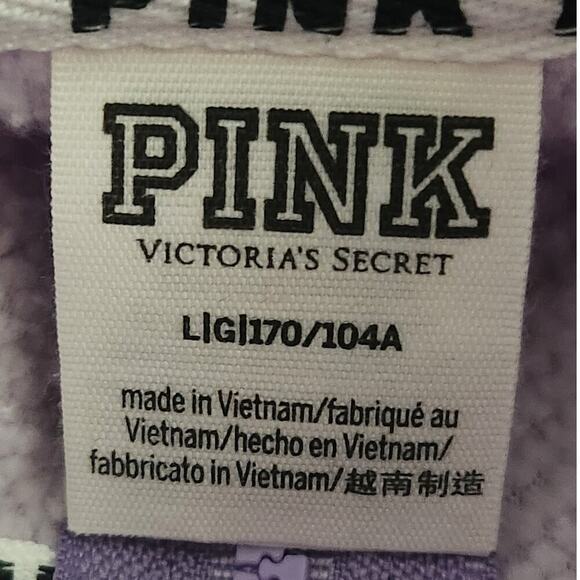 PINK
PINK
VICTORIA'S SECRET
L|G|170/104A
made in Vietnam/fabriqué au
Vietnam/hecho en Vietnam/
fabbricato in Vietnam/越南制造